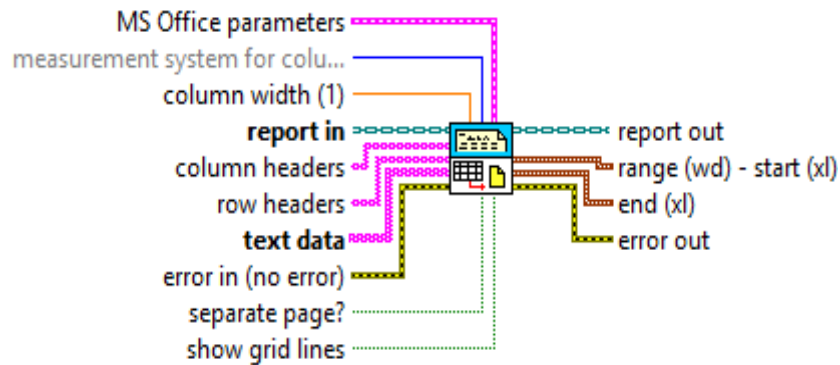 MS Office parameters
measurement system for colu...
column width (1)
report in
column headers
row headers
text data
error in (no error)
separate page?
show grid lines
report out
range (wd) - start (xl)
end (xl)
error out